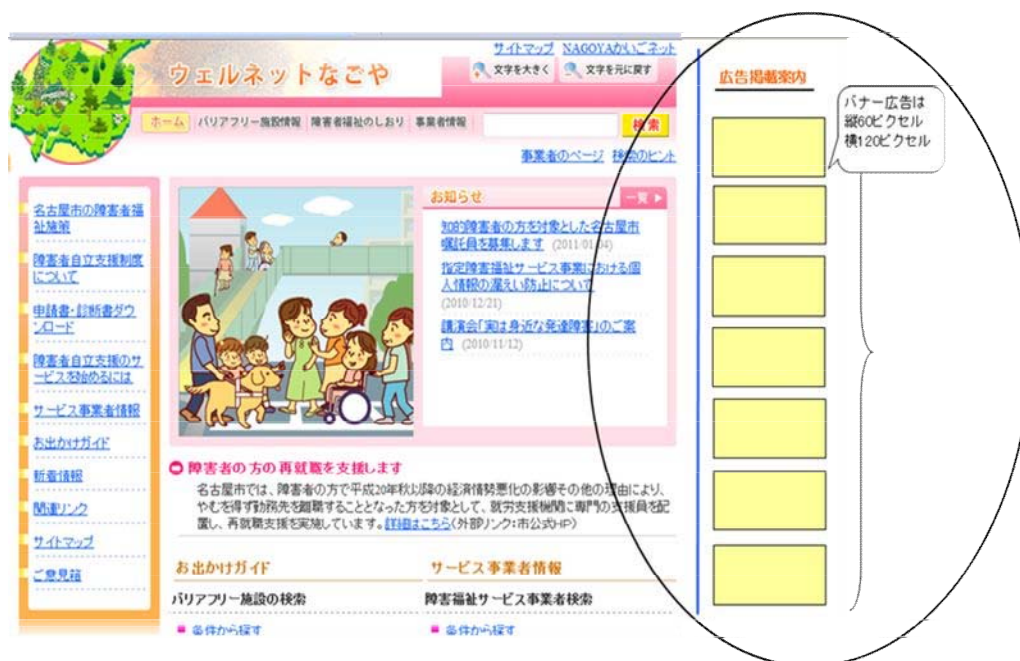 サイトマップ NAGOYAかいごネット
ウェルネットなごや
文字を大きく 文字を元に戻す
ホーム バリアフリー施設情報 障害者福祉のしおり 事業者情報 検索
事業者のページ 検索のヒント
名古屋市の障害者福
祉施策
障害者自立支援制度
について
申請書・診断書ダウ
ンロード
障害者自立支援のサ
ービスを始めるには
サービス事業者情報
お出かけガイド
新着情報
関連リンク
サイトマップ
ご意見箱
お知らせ 一覧
知的障害者の方を対象とした名古屋市
嘱託員を募集します (2011/01/04)
指定障害福祉サービス事業における個
人情報の漏えい防止について
(2010/12/21)
講演会「実は身近な発達障害」のご案
内 (2010/11/12)
障害者の方の再就職を支援します
名古屋市では、障害者の方で平成20年秋以降の経済情勢悪化の影響その他の理由により、
やむを得ず勤務先を離職することとなった方を対象として、就労支援機関に専門の支援員を配
置し、再就職支援を実施しています。詳細はこちら(外部リンク:市公式HP)
お出かけガイド
バリアフリー施設の検索
条件から探す
サービス事業者情報
障害福祉サービス事業者検索
条件から探す
広告掲載案内
バナー広告は
縦60ピクセル
横120ピクセル